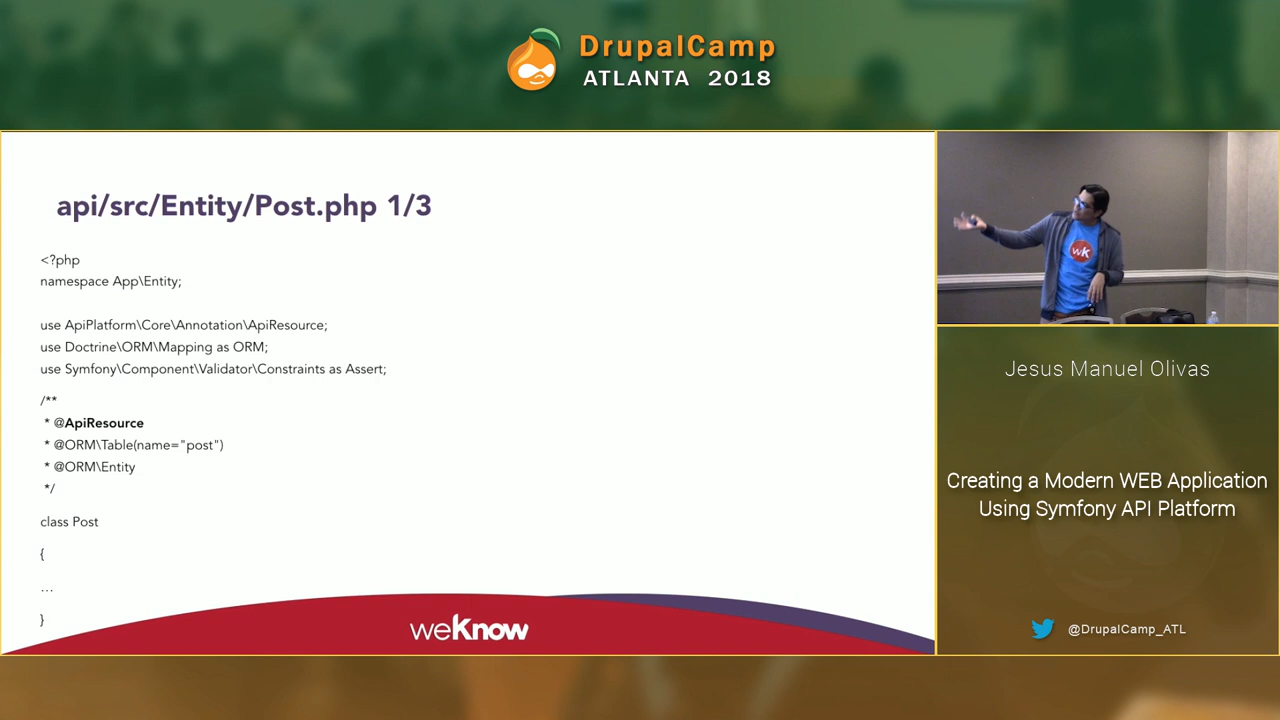 DrupalCamp
ATLANTA 2018
api/src/Entity/Post.php 1/3
<?php
namespace App\Entity;
use ApiPlatform\Core\Annotation\ApiResource;
use Doctrine\ORM\Mapping as ORM;
use Symfony\Component\Validator\Constraints as Assert;
/**
* @ApiResource
* @ORM\Table(name="post")
* @ORM\Entity
*/
class Post
{
...
}
weKnow
wk
Jesus Manuel Olivas
Creating a Modern WEB Application
Using Symfony API Platform
@DrupalCamp_ATL